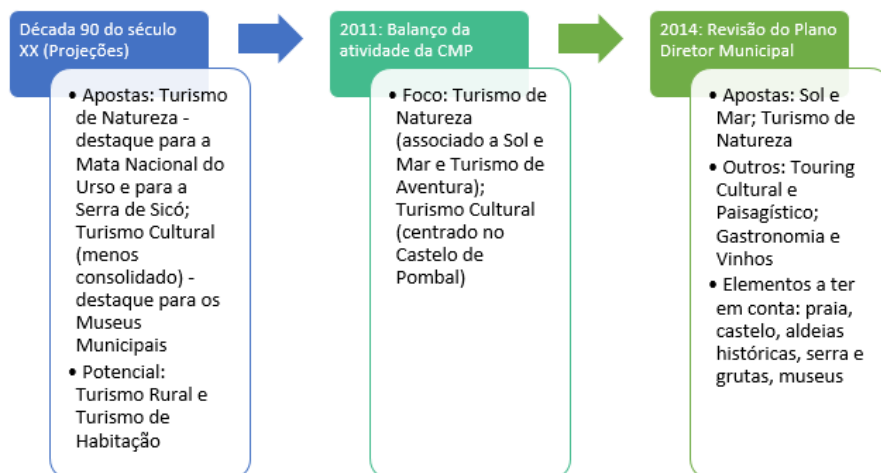 Década 90 do século
XX (Projeções)
• Apostas: Turismo
de Natureza -
destaque para a
Mata Nacional do
Urso e para a
Serra de Sicó;
Turismo Cultural
(menos
consolidado) -
destaque para os
Museus
Municipais
• Potencial:
Turismo Rural e
Turismo de
Habitação
2011: Balanço da
atividade da CMP
• Foco: Turismo de
Natureza
(associado a Sol e
Mar e Turismo de
Aventura);
Turismo Cultural
(centrado no
Castelo de
Pombal)
2014: Revisão do Plano
Diretor Municipal
• Apostas: Sol e
Mar; Turismo de
Natureza
• Outros: Touring
Cultural e
Paisagístico;
Gastronomia e
Vinhos
• Elementos a ter
em conta: praia,
castelo, aldeias
históricas, serra e
grutas, museus